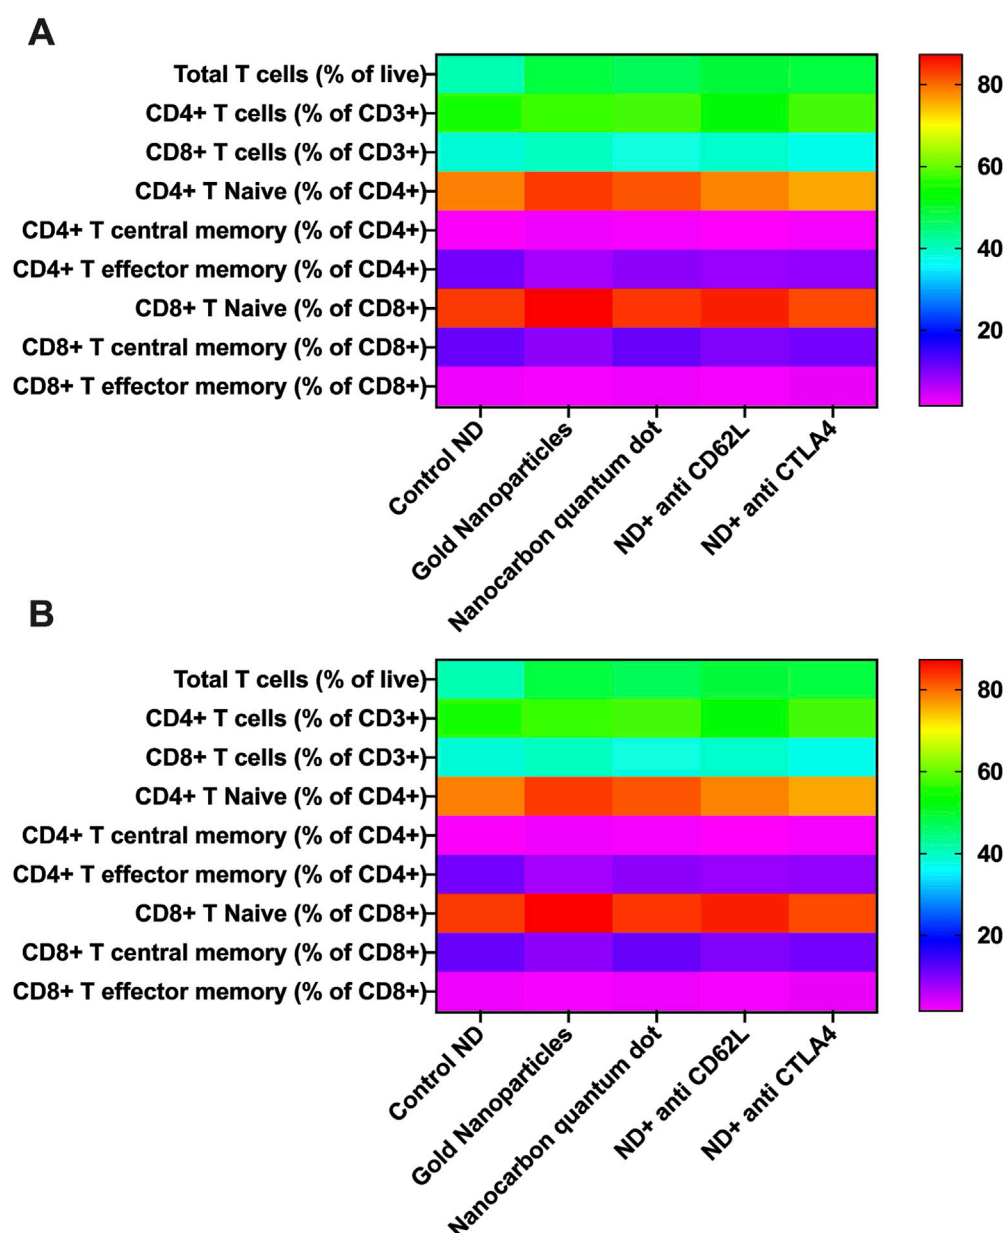 A
Total T cells (% of live)
CD4+ T cells (% of CD3+)
CD8+ T cells (% of CD3+)
CD4+ T Naive (% of CD4+)
CD4+ T central memory (% of CD4+)
CD4+ T effector memory (% of CD4+)
CD8+ T Naive (% of CD8+)
CD8+ T central memory (% of CD8+)
CD8+ T effector memory (% of CD8+)
80
60
40
20
Control ND
Gold Nanoparticles
Nanocarbon quantum dot
ND+ anti CD62L
ND+ anti CTLA4
B
Total T cells (% of live)
CD4+ T cells (% of CD3+)
CD8+ T cells (% of CD3+)
CD4+ T Naive (% of CD4+)
CD4+ T central memory (% of CD4+)
CD4+ T effector memory (% of CD4+)
CD8+ T Naive (% of CD8+)
CD8+ T central memory (% of CD8+)
CD8+ T effector memory (% of CD8+)
80
60
40
20
Control ND
Gold Nanoparticles
Nanocarbon quantum dot
ND+ anti CD62L
ND+ anti CTLA4